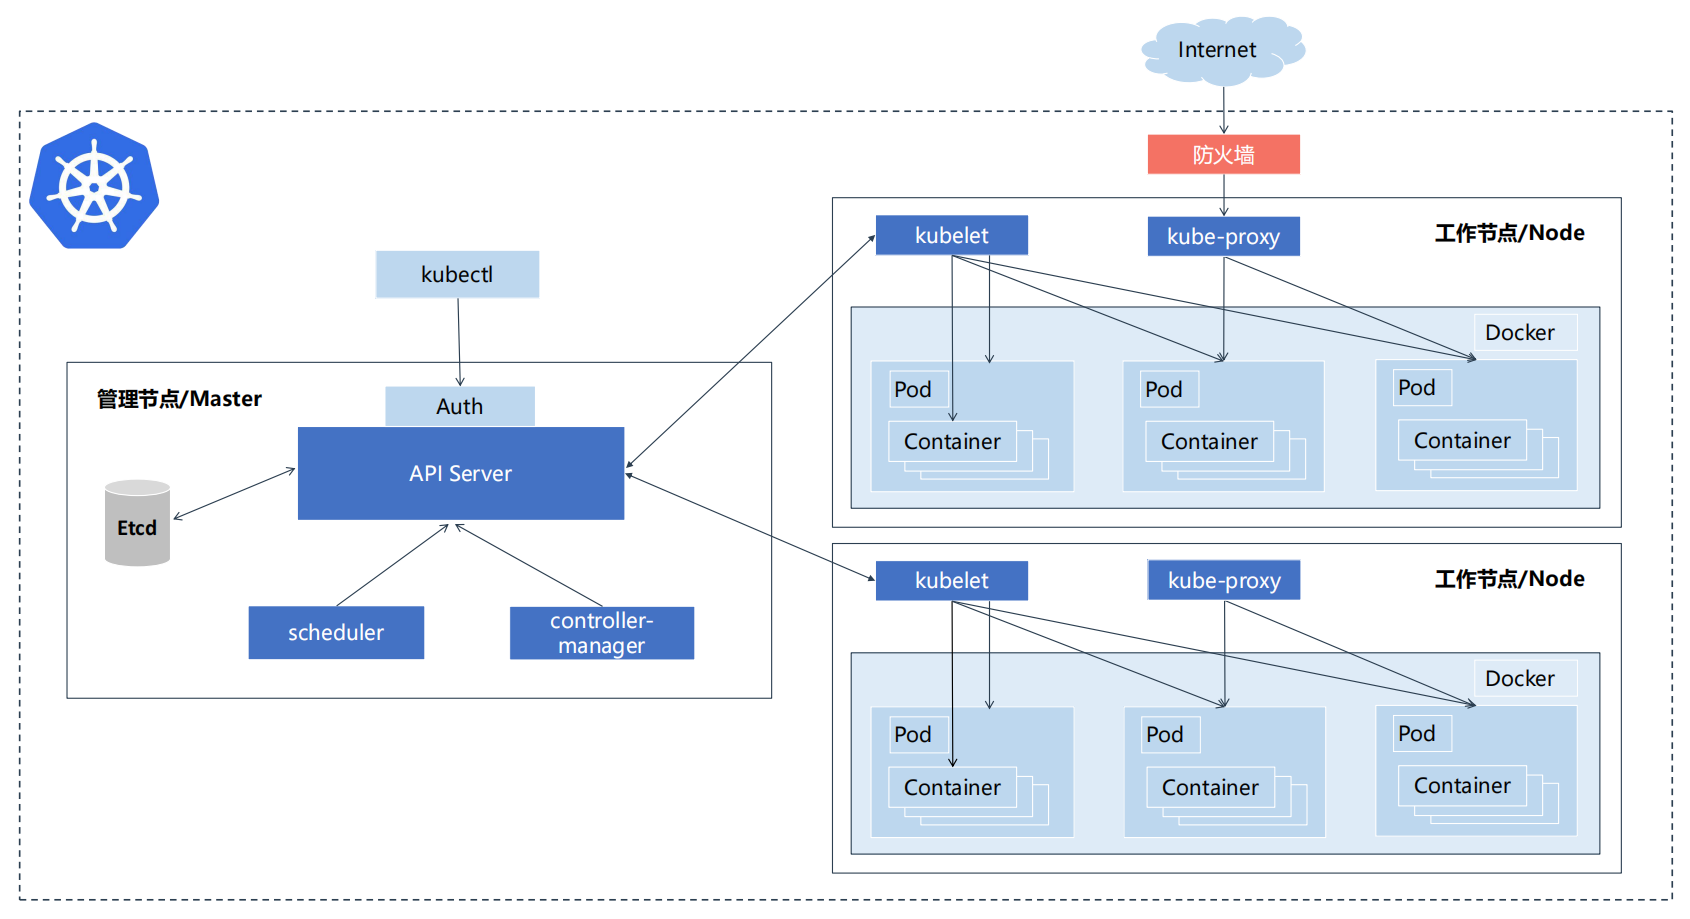 Internet
防火墙
kubelet
kube-proxy
工作节点/Node
kubectl
Docker
管理节点/Master
Auth
Pod
Pod
Pod
Container
Container
Container
API Server
Etcd
kubelet
kube-proxy
工作节点/Node
scheduler
controller-
manager
Docker
Pod
Pod
Pod
Container
Container
Container